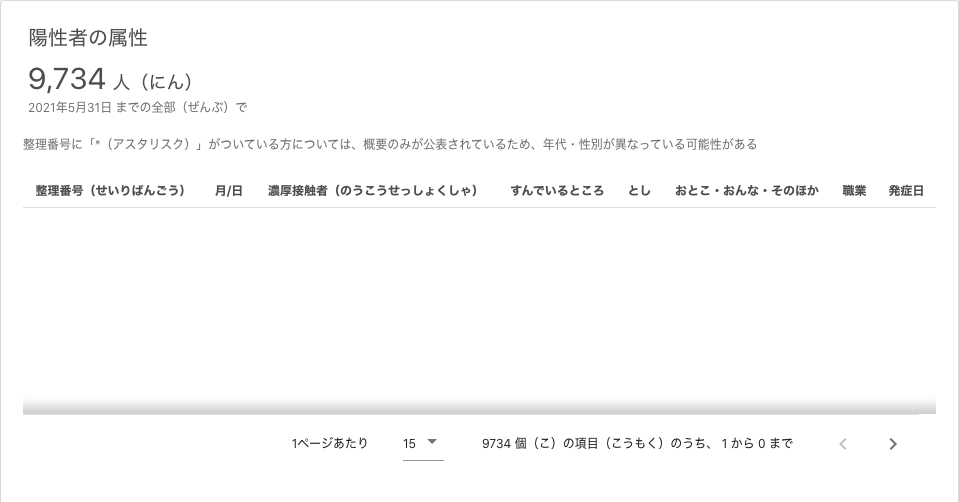 陽性者の属性
9,734 人（にん）
2021年5月31日 までの全部（ぜんぶ）で
整理番号に「*（アスタリスク）」がついている方については、概要のみが公表されているため、年代・性別が異なっている可能性がある
整理番号（せいりばんごう） 月/日 濃厚接触者（のうこうせっしょくしゃ） すんでいるところ とし おとこ・おんな・そのほか 職業 発症日
1ページあたり 15 9734 個（こ）の項目（こうもく）のうち、 1 から 0 まで